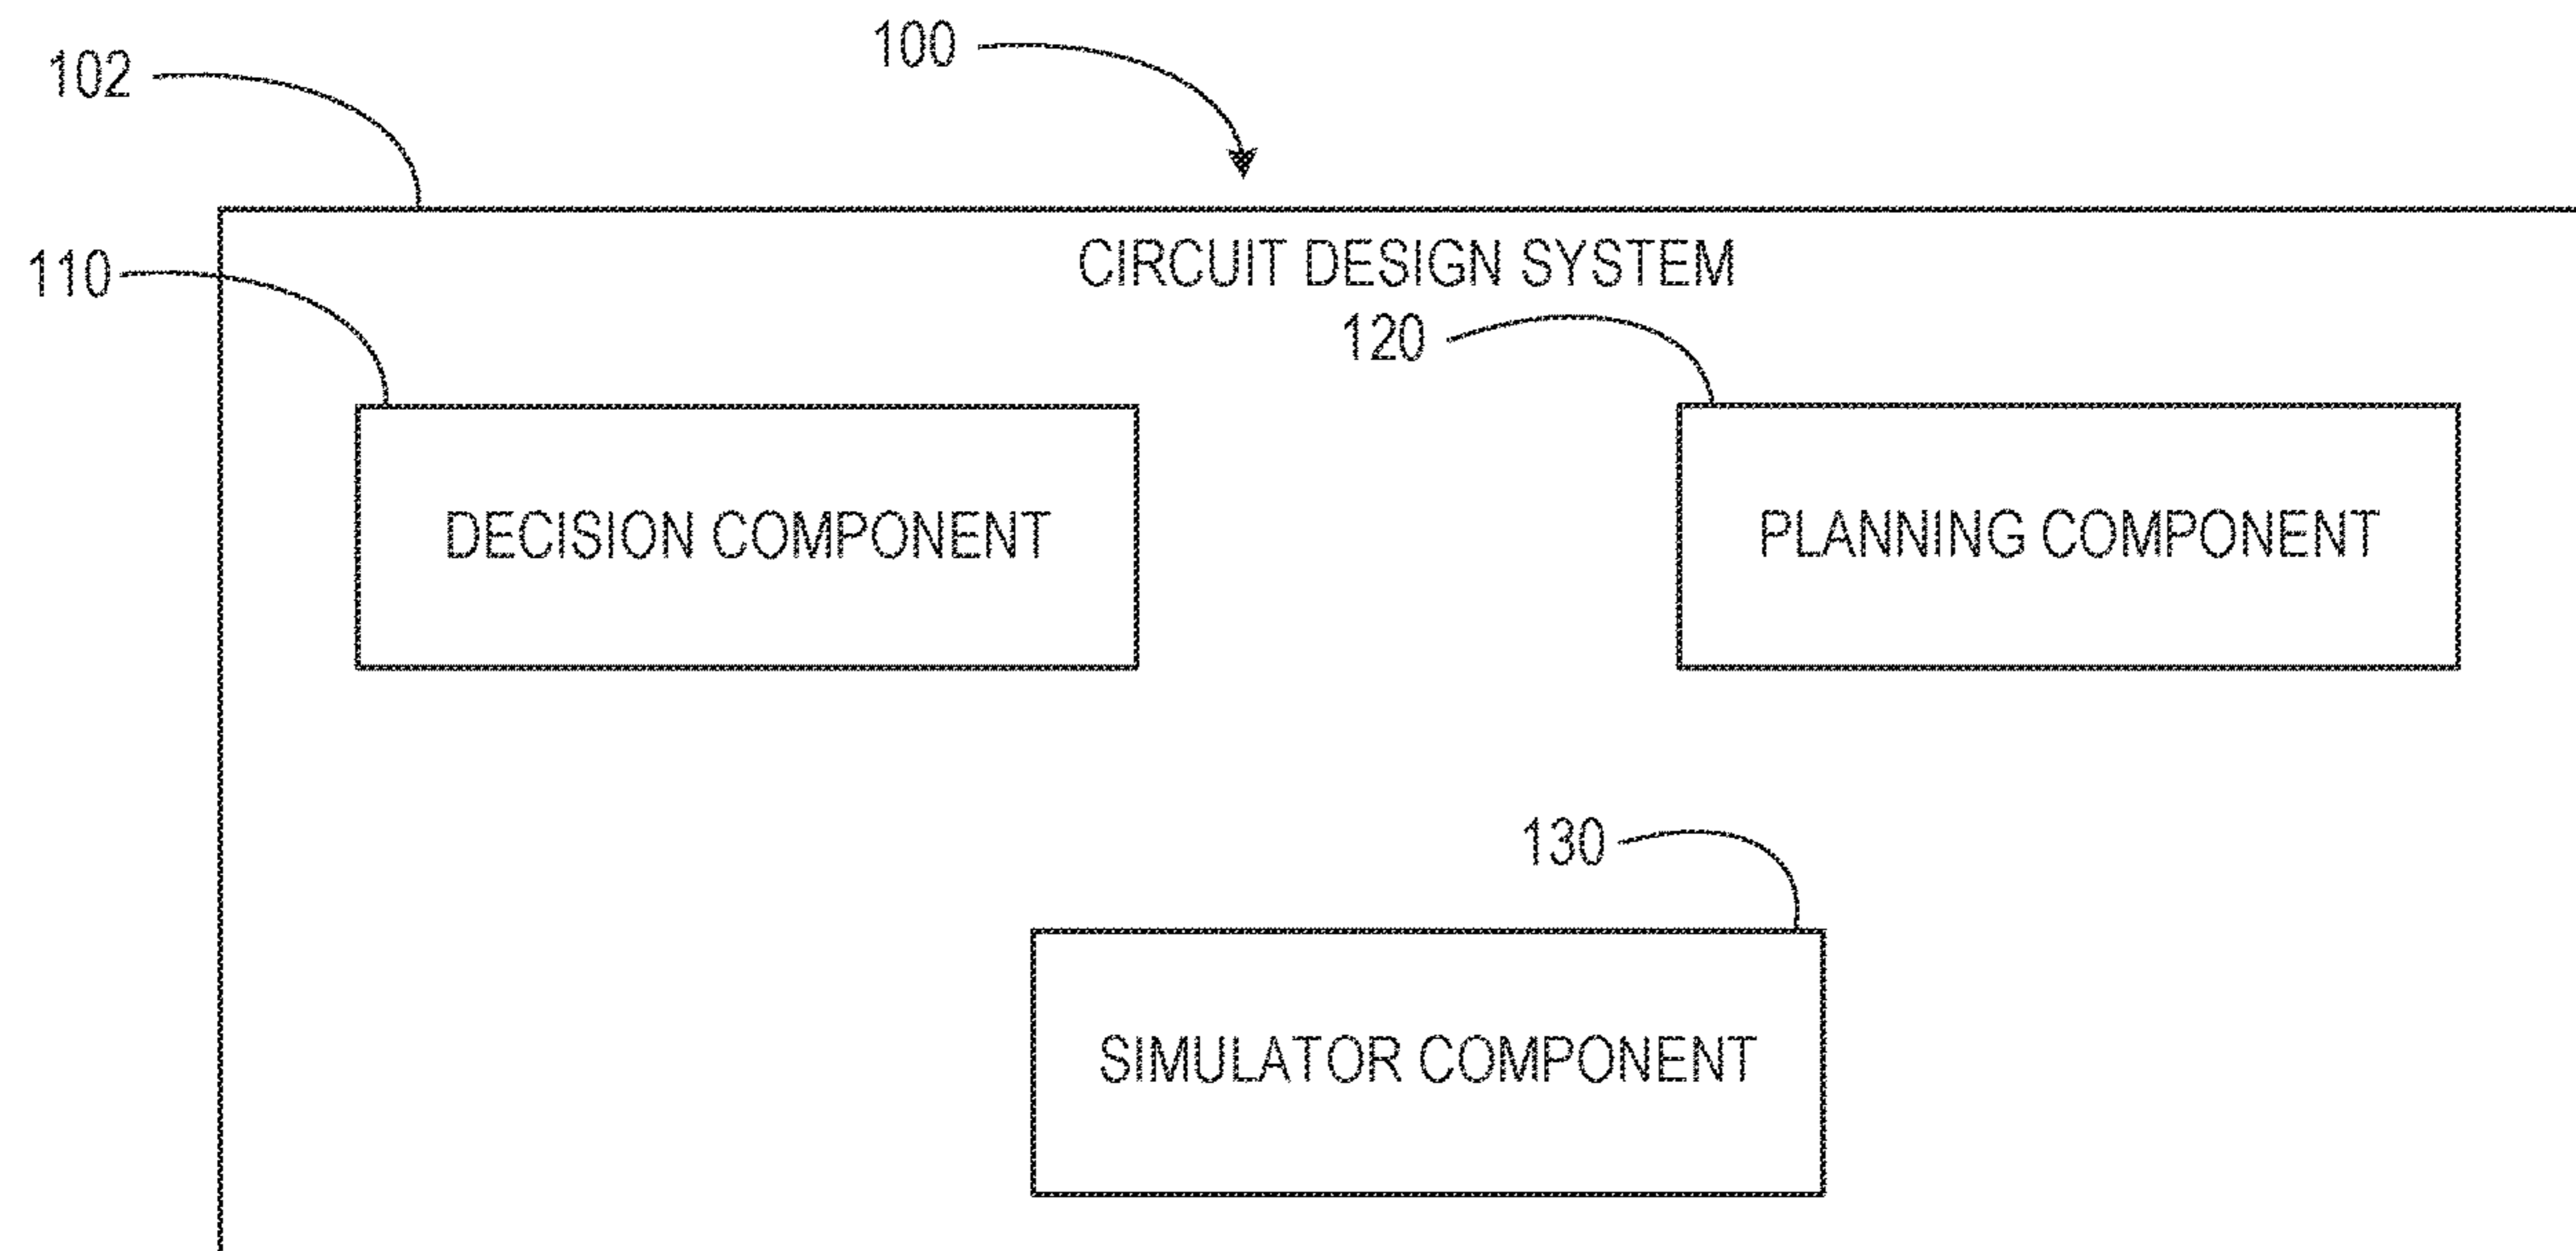 100
102
CIRCUIT DESIGN SYSTEM
110
120
DECISION COMPONENT
PLANNING COMPONENT
130
SIMULATOR COMPONENT